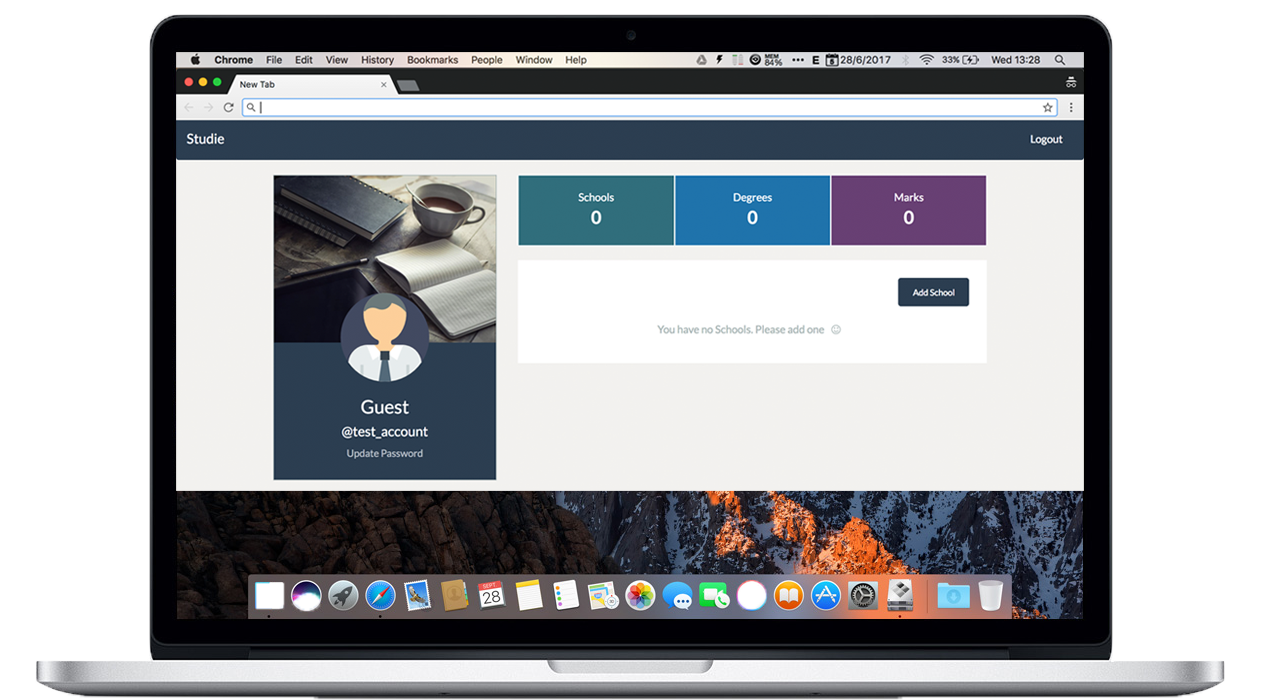 Chrome File Edit View History Bookmarks People Window Help MEM 84% ••• E 28/6/2017 33% Wed 13:28
New Tab
Studie Logout
Schools Degrees Marks
0 0 0
Add School
You have no Schools. Please add one
Guest
@test_account
Update Password
SEPT
28